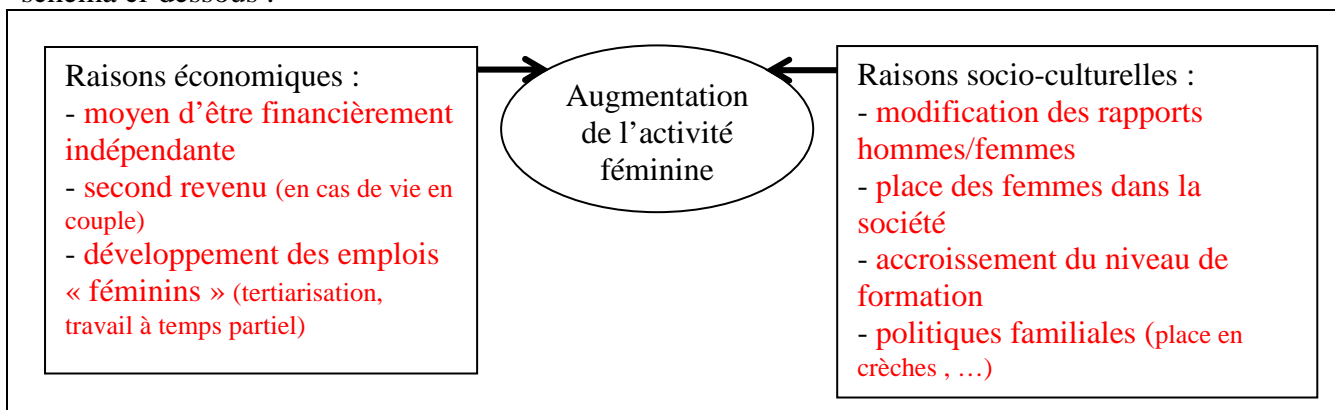 schéma ci-dessous :
Raisons économiques :
- moyen d’être financièrement
indépendante
- second revenu (en cas de vie en
couple)
- développement des emplois
« féminins » (tertiarisation,
travail à temps partiel)
Augmentation
de l’activité
féminine
Raisons socio-culturelles :
- modification des rapports
hommes/femmes
- place des femmes dans la
société
- accroissement du niveau de
formation
- politiques familiales (place en
crèches , …)